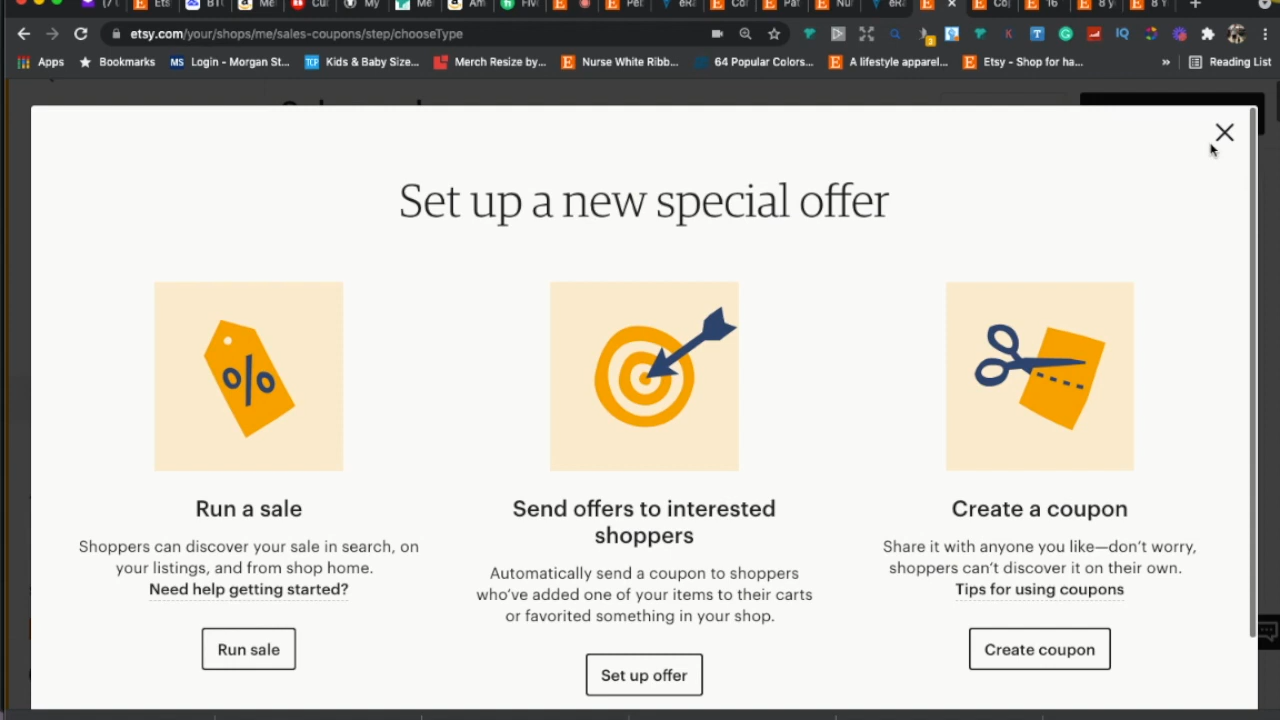 etsy.com/your/shops/me/sales-coupons/step/chooseType
Apps Bookmarks Login - Morgan St... Kids & Baby Size... Merch Resize by... Nurse White Ribb... 64 Popular Colors... A lifestyle apparel... Etsy - Shop for ha... » Reading List
Set up a new special offer
%
Run a sale
Shoppers can discover your sale in search, on
your listings, and from shop home.
Need help getting started?
Run sale
Send offers to interested
shoppers
Automatically send a coupon to shoppers
who've added one of your items to their carts
or favorited something in your shop.
Set up offer
Create a coupon
Share it with anyone you like—don't worry,
shoppers can't discover it on their own.
Tips for using coupons
Create coupon